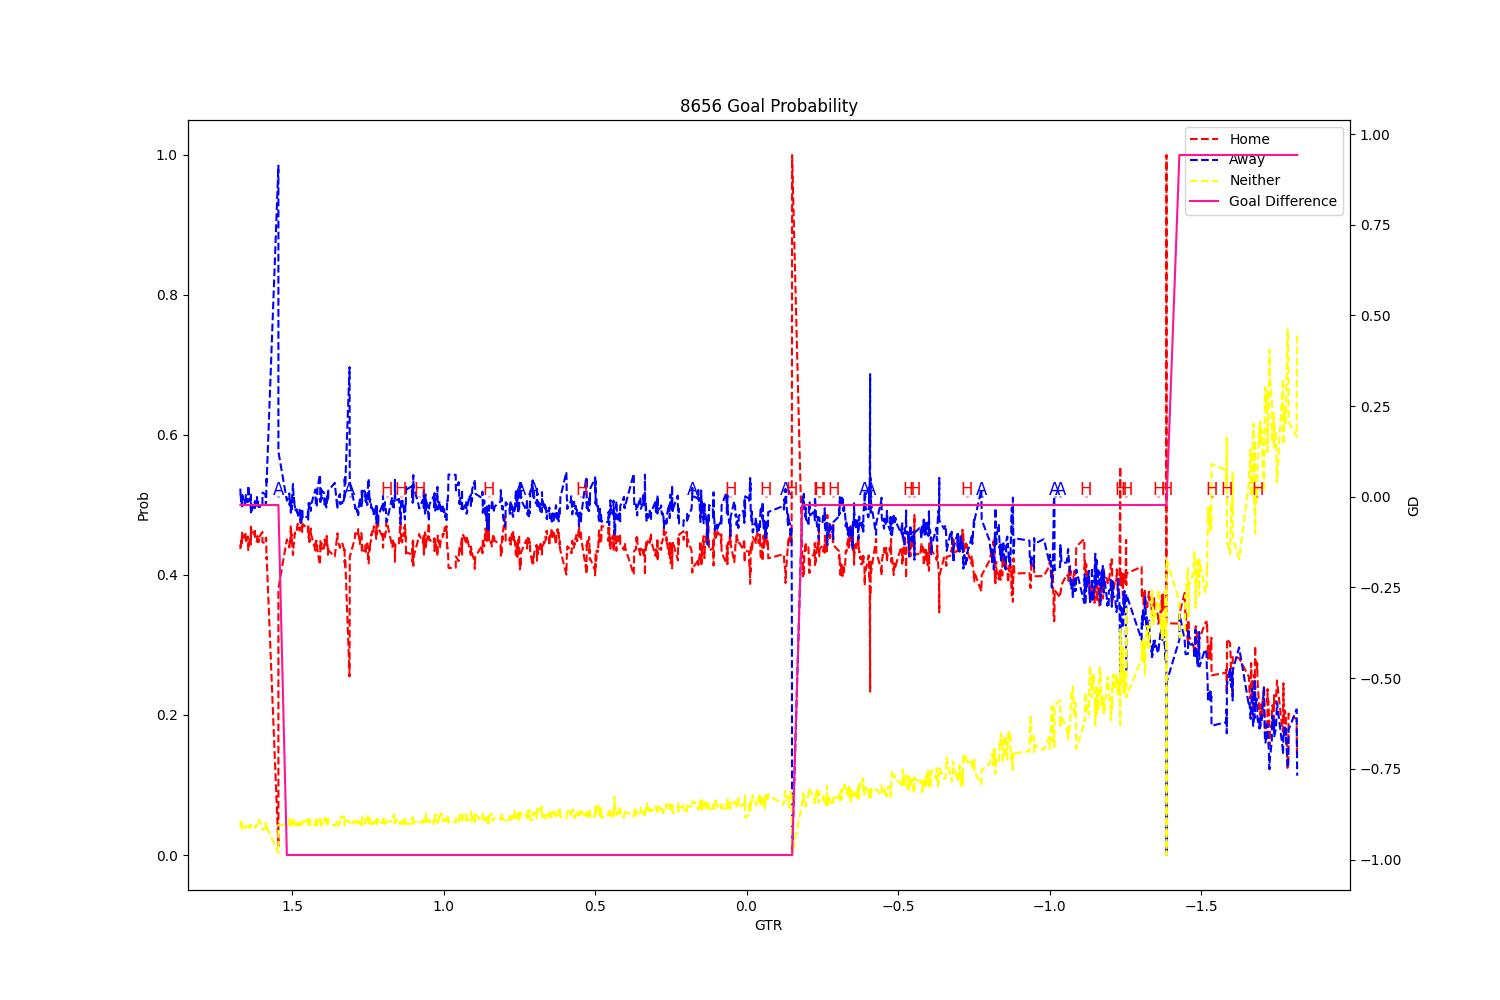 8656 Goal Probability
Home
Away
Neither
Goal Difference
1.0
0.8
0.6
0.4
0.2
0.0
Prob
1.00
0.75
0.50
0.25
0.00
−0.25
−0.50
−0.75
−1.00
GD
A A H H H H H A A H A H H A H H H H A A H H H A A A H H H H H H H H
1.5 1.0 0.5 0.0 −0.5 −1.0 −1.5
GTR